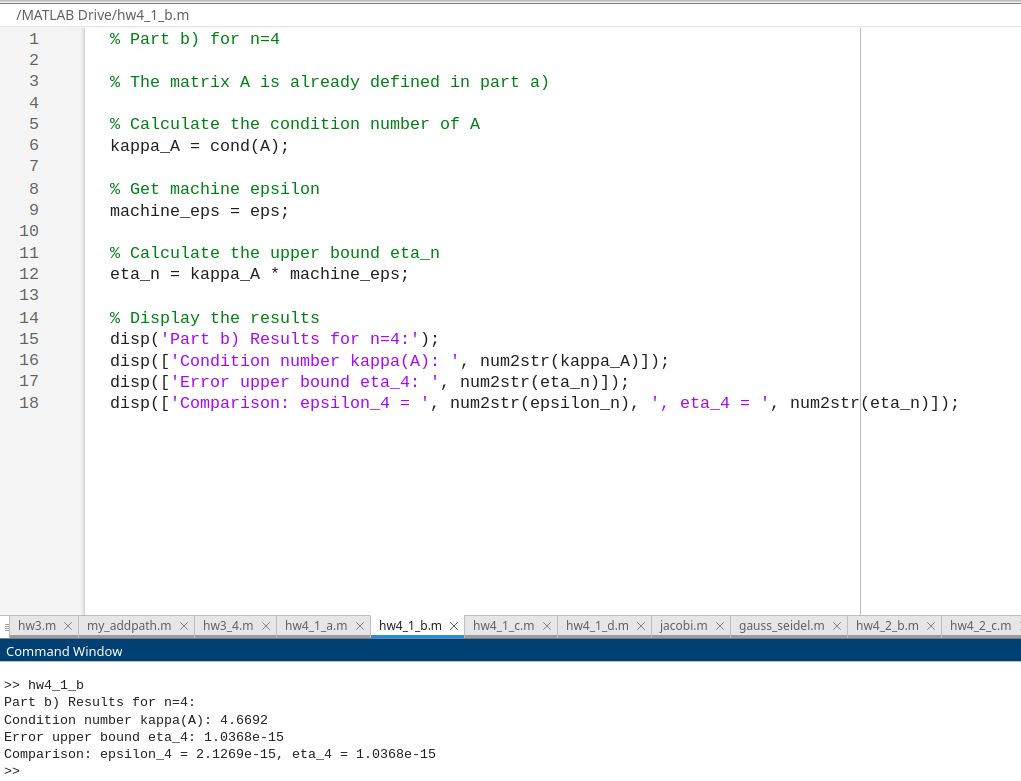 /MATLAB Drive/hw4_1_b.m
1 % Part b) for n=4
2
3 % The matrix A is already defined in part a)
4
5 % Calculate the condition number of A
6 kappa_A = cond(A);
7
8 % Get machine epsilon
9 machine_eps = eps;
10
11 % Calculate the upper bound eta_n
12 eta_n = kappa_A * machine_eps;
13
14 % Display the results
15 disp('Part b) Results for n=4:');
16 disp(['Condition number kappa(A): ', num2str(kappa_A)]);
17 disp(['Error upper bound eta_4: ', num2str(eta_n)]);
18 disp(['Comparison: epsilon_4 = ', num2str(epsilon_n), ', eta_4 = ', num2str(eta_n)]);
hw3.m × my_addpath.m × hw3_4.m × hw4_1_a.m × hw4_1_b.m × hw4_1_c.m × hw4_1_d.m × jacobi.m × gauss_seidel.m × hw4_2_b.m × hw4_2_c.m
Command Window
>> hw4_1_b
Part b) Results for n=4:
Condition number kappa(A): 4.6692
Error upper bound eta_4: 1.0368e-15
Comparison: epsilon_4 = 2.1269e-15, eta_4 = 1.0368e-15
>>